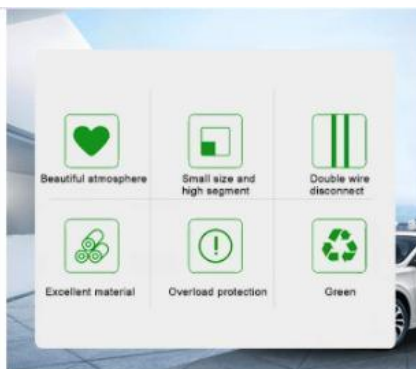 Beautiful atmosphere
Small size and
high segment
Double wire
disconnect
Excellent material
Overload protection
Green